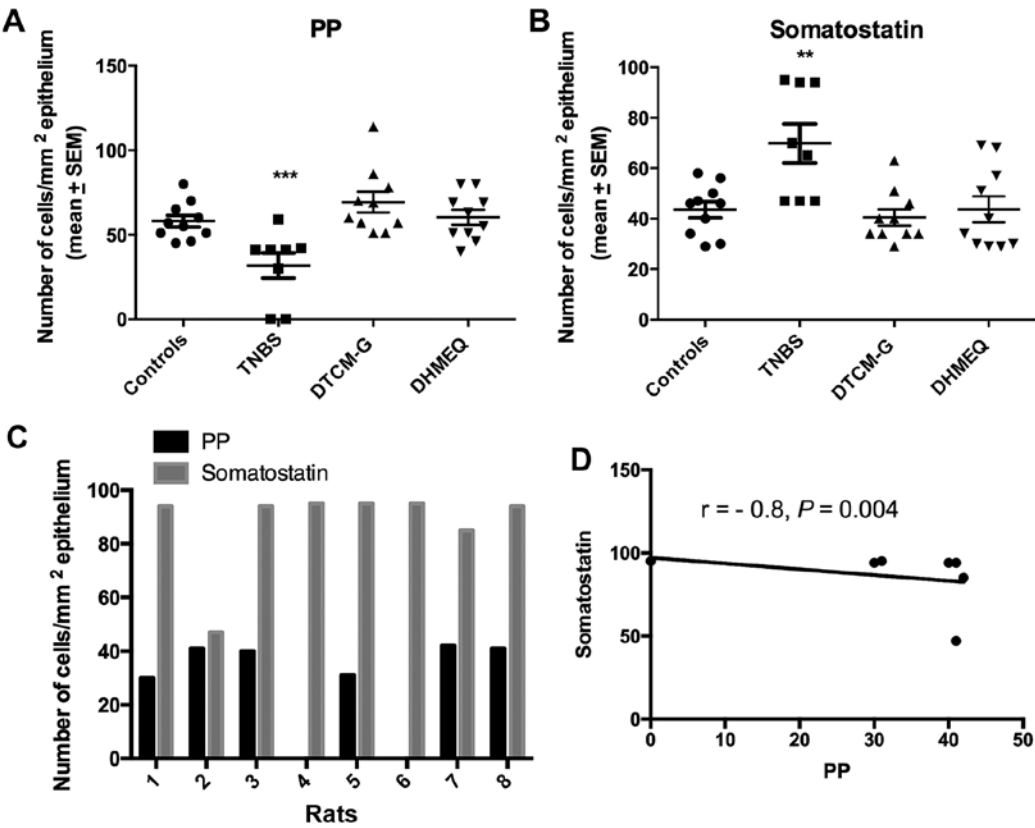 A
PP
Number of cells/mm 2 epithelium
(mean ± SEM)
150
100
50
0
***
Controls
TNBS
DTCM-G
DHMEQ
B
Somatostatin
Number of cells/mm 2 epithelium
(mean ± SEM)
100
80
60
40
20
0
**
Controls
TNBS
DTCM-G
DHMEQ
C
PP
Somatostatin
Number of cells/mm 2 epithelium
100
80
60
40
20
0
1
2
3
4
5
6
7
8
Rats
D
r = - 0.8, P = 0.004
Somatostatin
150
100
50
0
0
10
20
30
40
50
PP